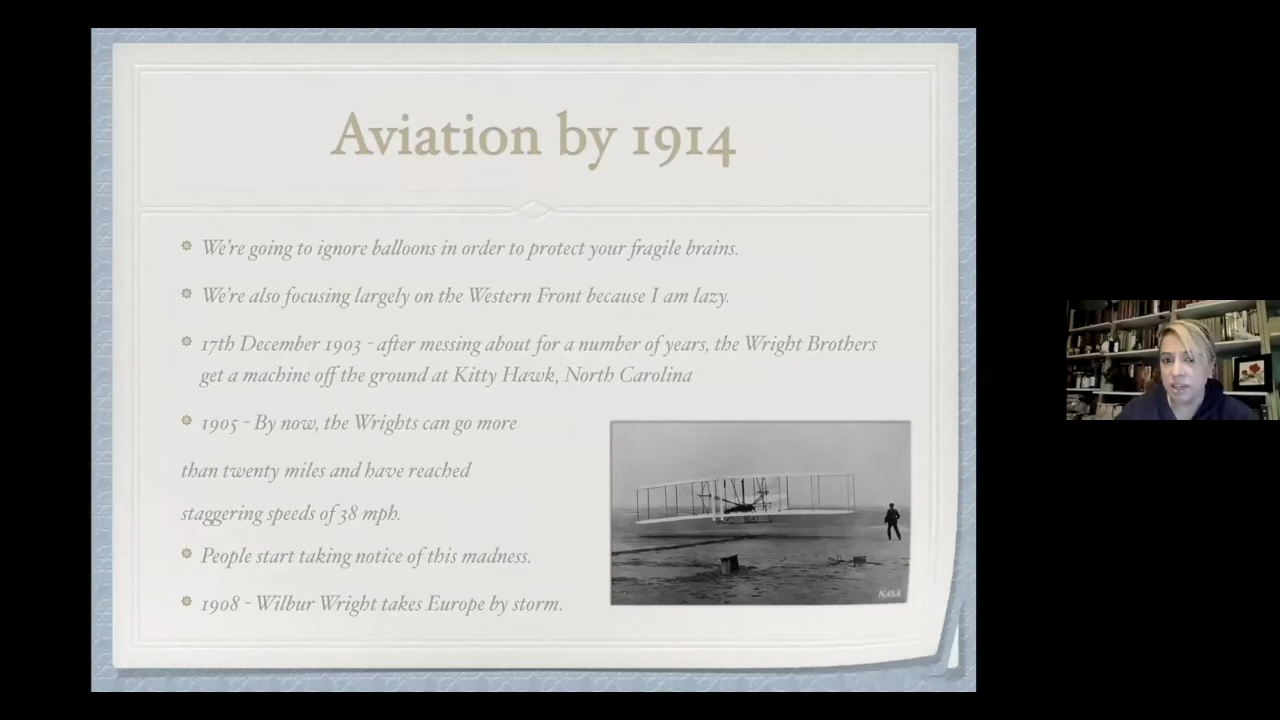 Aviation by 1914
We're going to ignore balloons in order to protect your fragile brains.
We're also focusing largely on the Western Front because I am lazy.
17th December 1903 - after messing about for a number of years, the Wright Brothers
get a machine off the ground at Kitty Hawk, North Carolina
1905 - By now, the Wrights can go more
than twenty miles and have reached
staggering speeds of 38 mph.
People start taking notice of this madness.
1908 - Wilbur Wright takes Europe by storm.
NASA